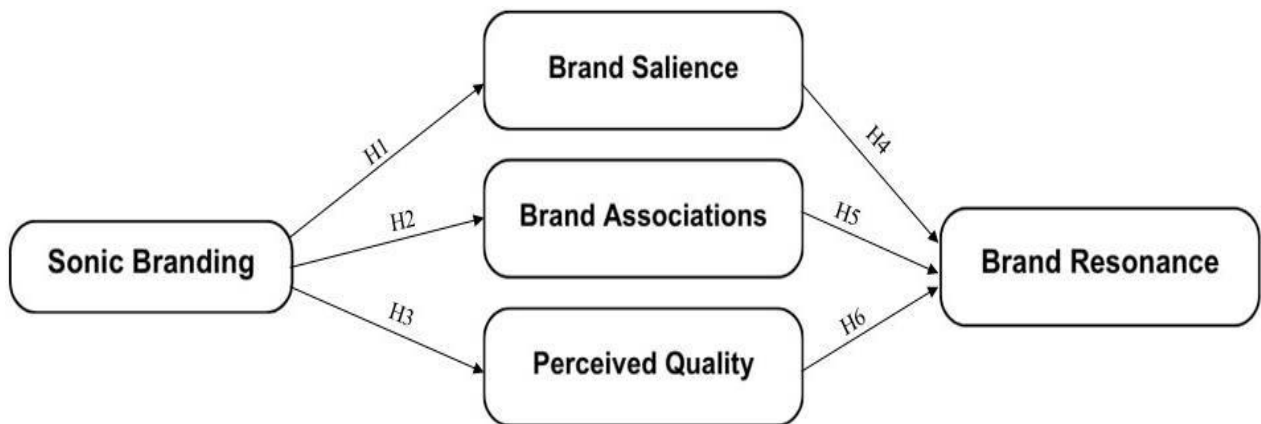 Brand Salience
H1
H4
Brand Associations
H2
H5
Sonic Branding
Brand Resonance
H3
H6
Perceived Quality